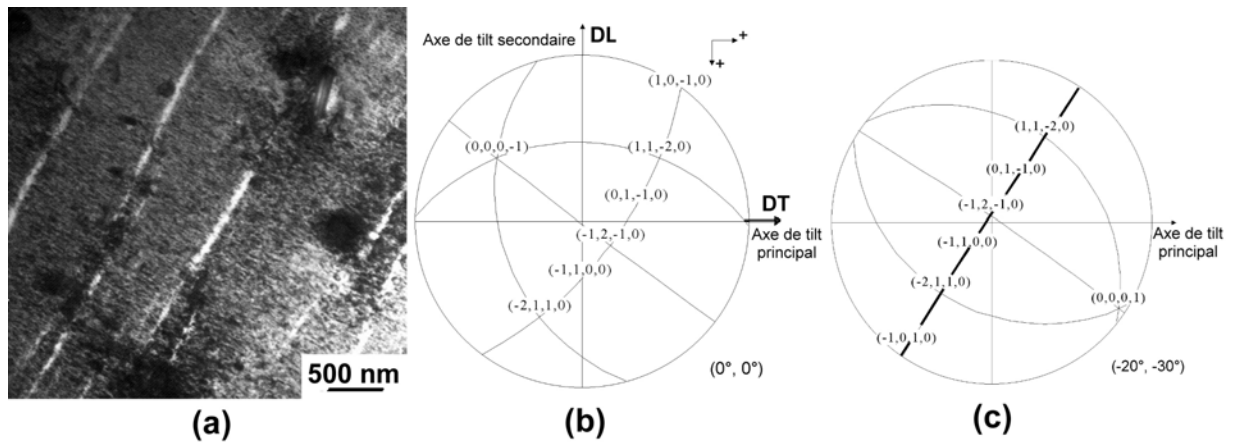 500 nm
(a)
Axe de tilt secondaire
DL
+
+
(1,0,-1,0)
(0,0,0,-1)
(1,1,-2,0)
(0,1,-1,0)
DT
(-1,2,-1,0)
Axe de tilt
principal
(-1,1,0,0)
(-2,1,1,0)
(0°, 0°)
(b)
(1,1,-2,0)
(0,1,-1,0)
(-1,2,-1,0)
Axe de tilt
principal
(-1,1,0,0)
(-2,1,1,0)
(0,0,0,1)
(-1,0,1,0)
(-20°, -30°)
(c)